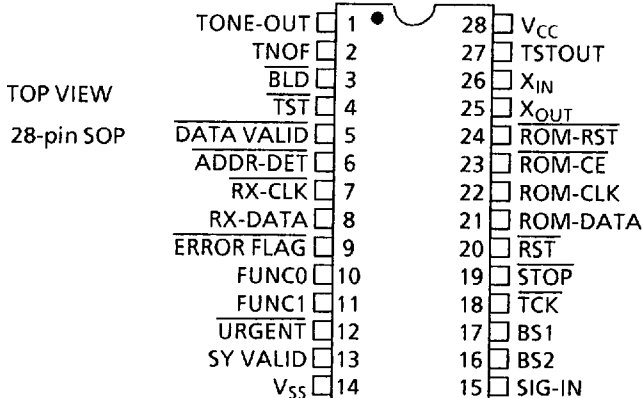 TONE-OUT 1 28 VCC
TNOF 2 27 TSTOUT
BLD 3 26 XIN
TOP VIEW TST 4 25 XOUT
28-pin SOP DATA VALID 5 24 ROM-RST
ADDR-DET 6 23 ROM-CE
RX-CLK 7 22 ROM-CLK
RX-DATA 8 21 ROM-DATA
ERROR FLAG 9 20 RST
FUNC0 10 19 STOP
FUNC1 11 18 TCK
URGENT 12 17 BS1
SY VALID 13 16 BS2
VSS 14 15 SIG-IN